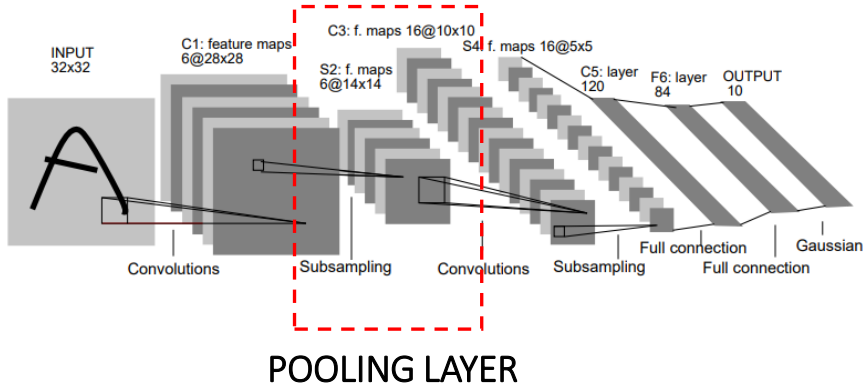 INPUT
32x32
C1: feature maps
6@28x28
S2: f. maps
6@14x14
C3: f. maps 16@10x10
S4: f. maps 16@5x5
C5: layer
120
F6: layer
84
OUTPUT
10
Convolutions
Subsampling
Convolutions
Subsampling
Full connection
Full connection
Gaussian
A
POOLING LAYER